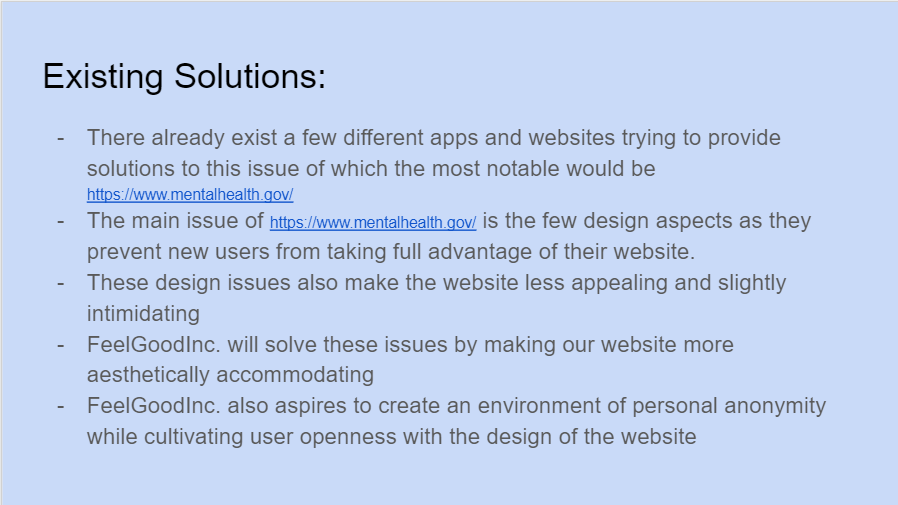 Existing Solutions:
- There already exist a few different apps and websites trying to provide
solutions to this issue of which the most notable would be
https://www.mentalhealth.gov/
- The main issue of https://www.mentalhealth.gov/ is the few design aspects as they
prevent new users from taking full advantage of their website.
- These design issues also make the website less appealing and slightly
intimidating
- FeelGoodInc. will solve these issues by making our website more
aesthetically accommodating
- FeelGoodInc. also aspires to create an environment of personal anonymity
while cultivating user openness with the design of the website